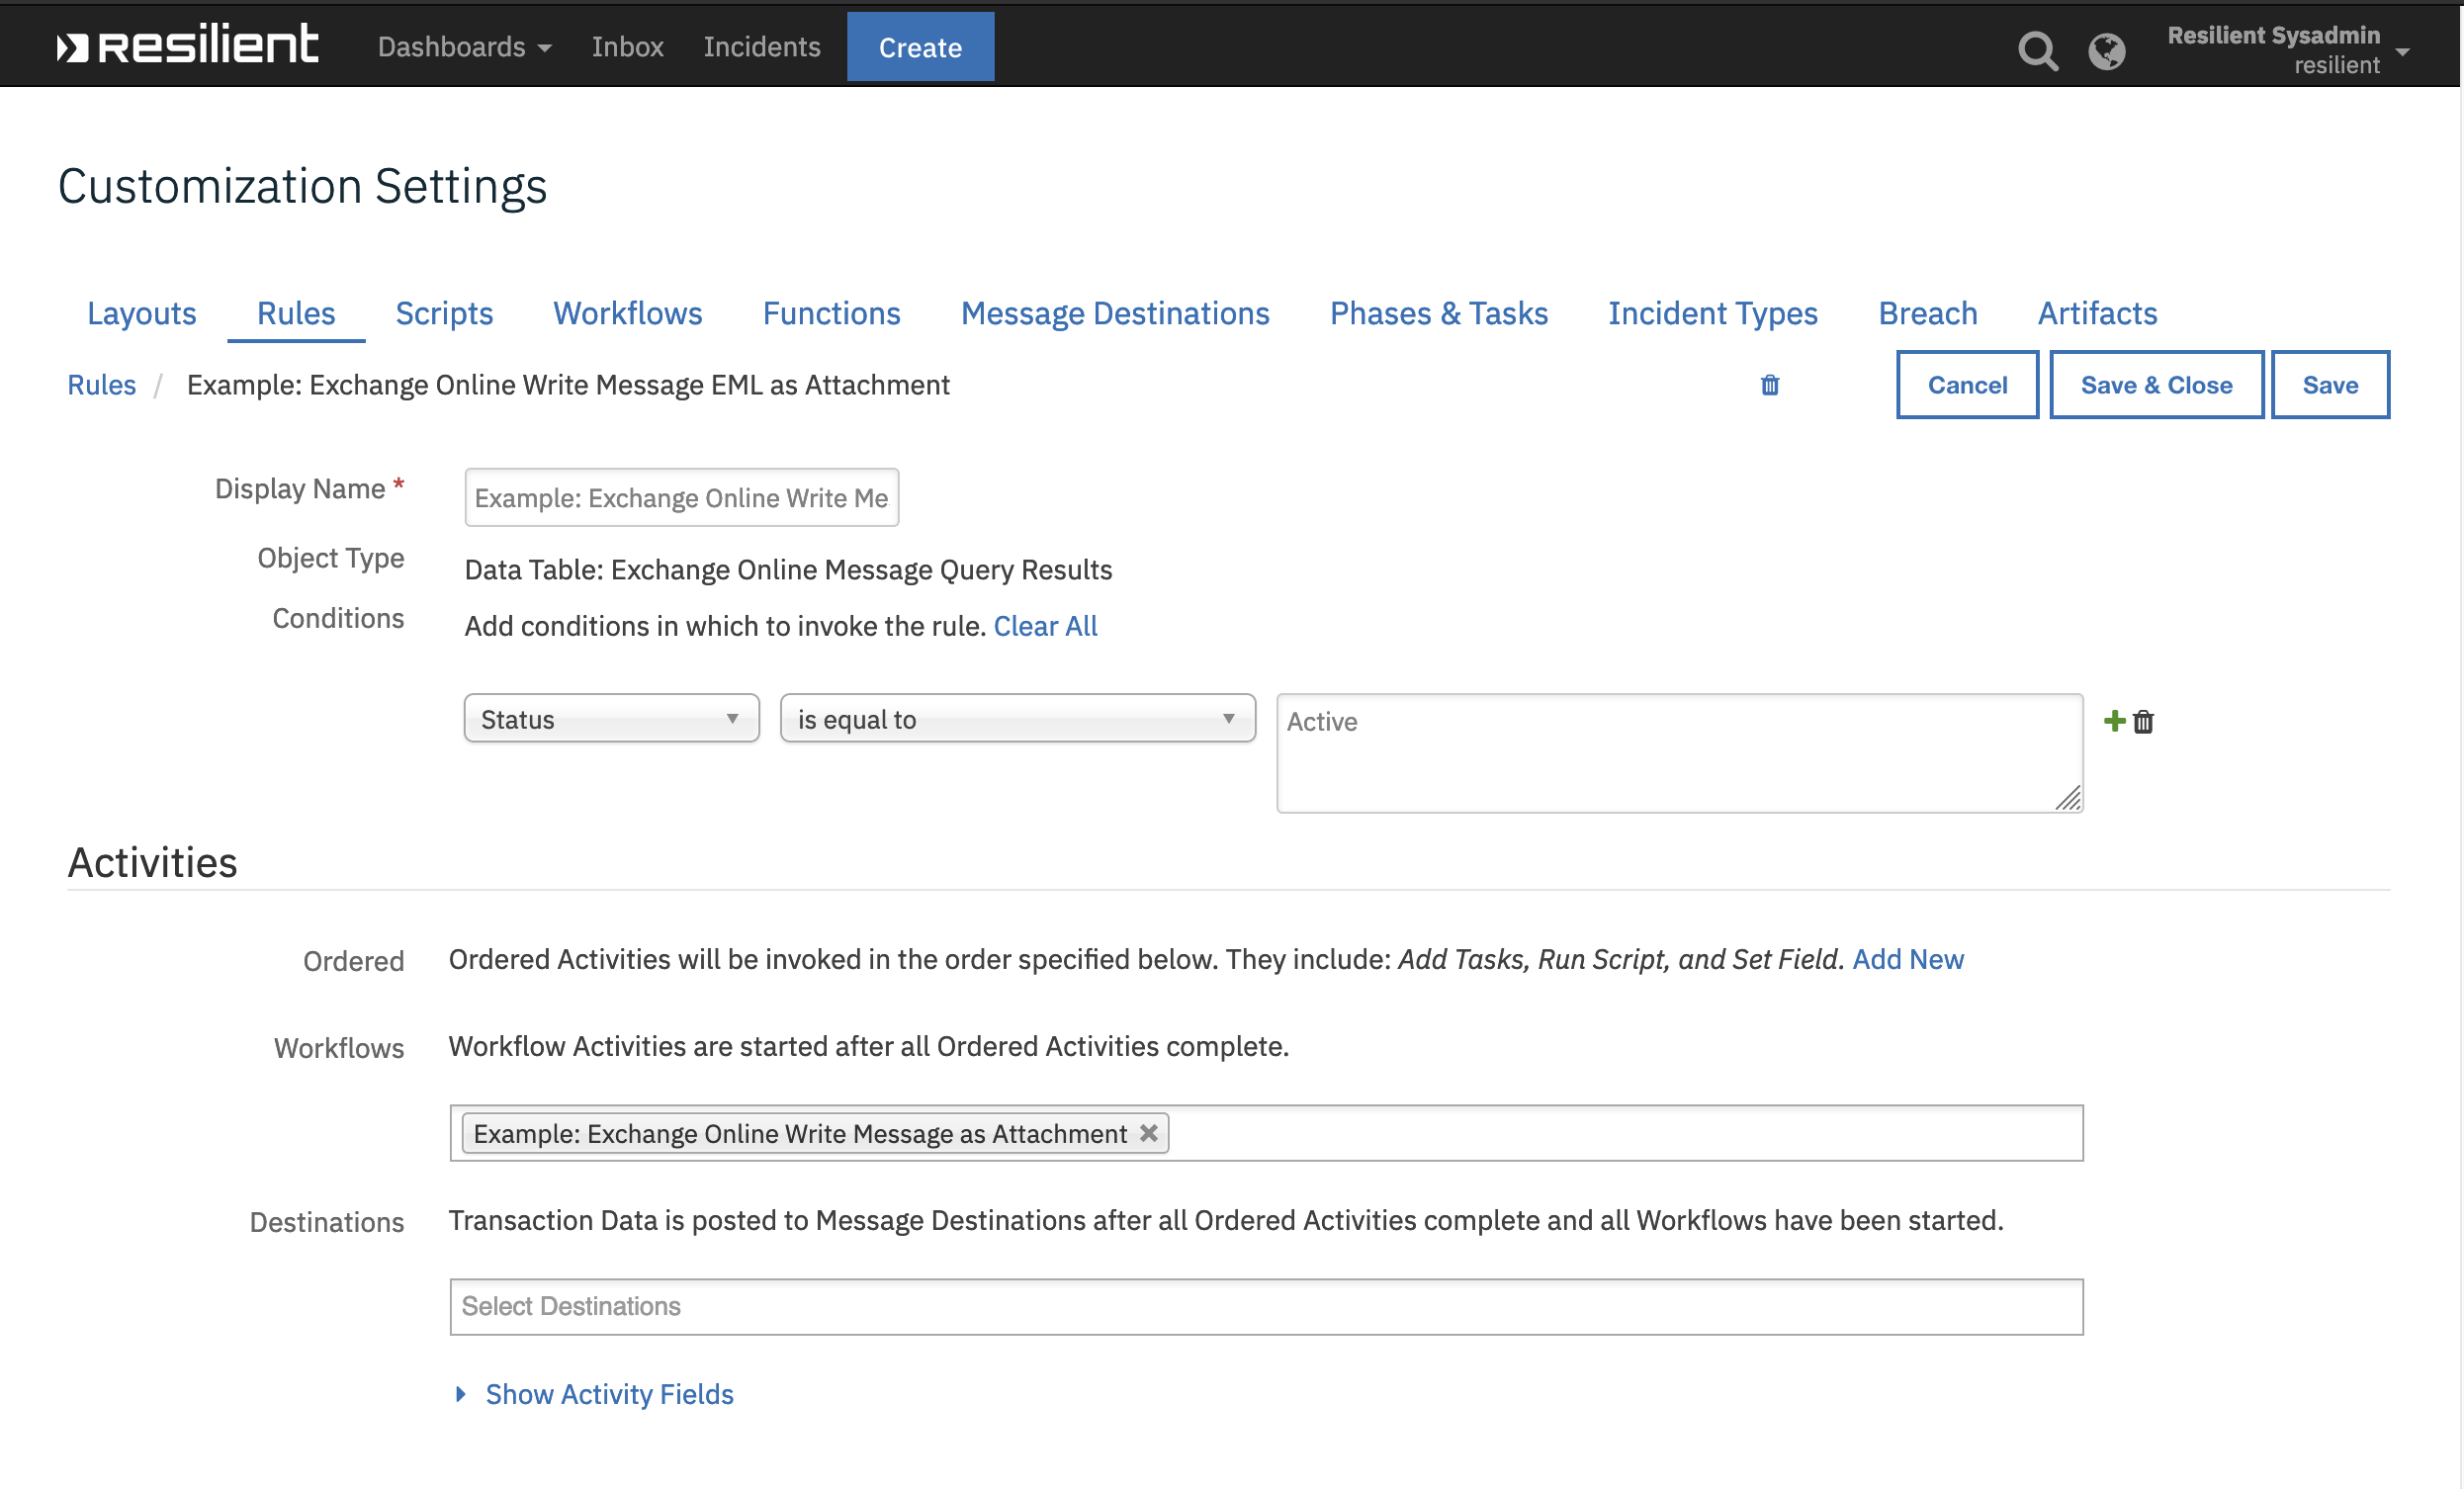 resilient Dashboards Inbox Incidents Create Resilient Sysadmin
resilient
Customization Settings
Layouts Rules Scripts Workflows Functions Message Destinations Phases & Tasks Incident Types Breach Artifacts
Rules / Example: Exchange Online Write Message EML as Attachment Cancel Save & Close Save
Display Name * Example: Exchange Online Write Me
Object Type Data Table: Exchange Online Message Query Results
Conditions Add conditions in which to invoke the rule. Clear All
Status is equal to Active
Activities
Ordered Ordered Activities will be invoked in the order specified below. They include: Add Tasks, Run Script, and Set Field. Add New
Workflows Workflow Activities are started after all Ordered Activities complete.
Example: Exchange Online Write Message as Attachment
Destinations Transaction Data is posted to Message Destinations after all Ordered Activities complete and all Workflows have been started.
Select Destinations
Show Activity Fields